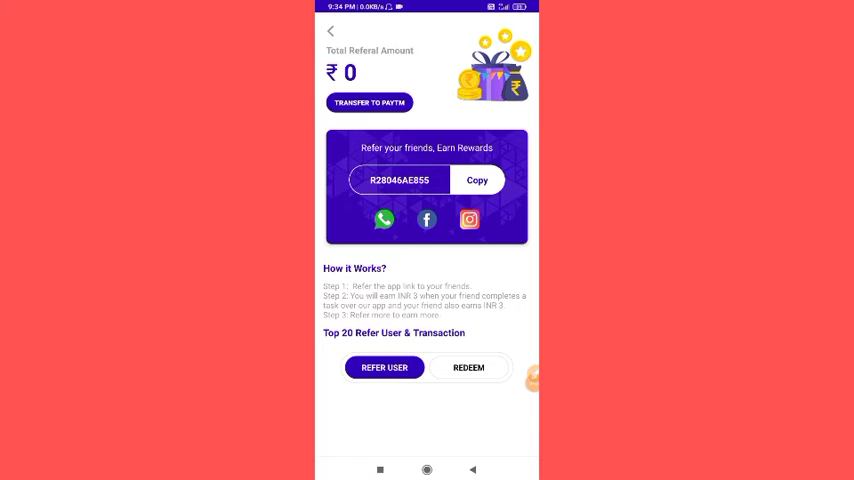 9:34 PM | 0.0KB/s
Total Referal Amount
₹ 0
TRANSFER TO PAYTM
Refer your friends, Earn Rewards
R28046AE855
Copy
How it Works?
Step 1: Refer the app link to your friends.
Step 2: You will earn INR 3 when your friend completes a
task over our app and your friend also earns INR 3.
Step 3: Refer more to earn more.
Top 20 Refer User & Transaction
REFER USER
REDEEM